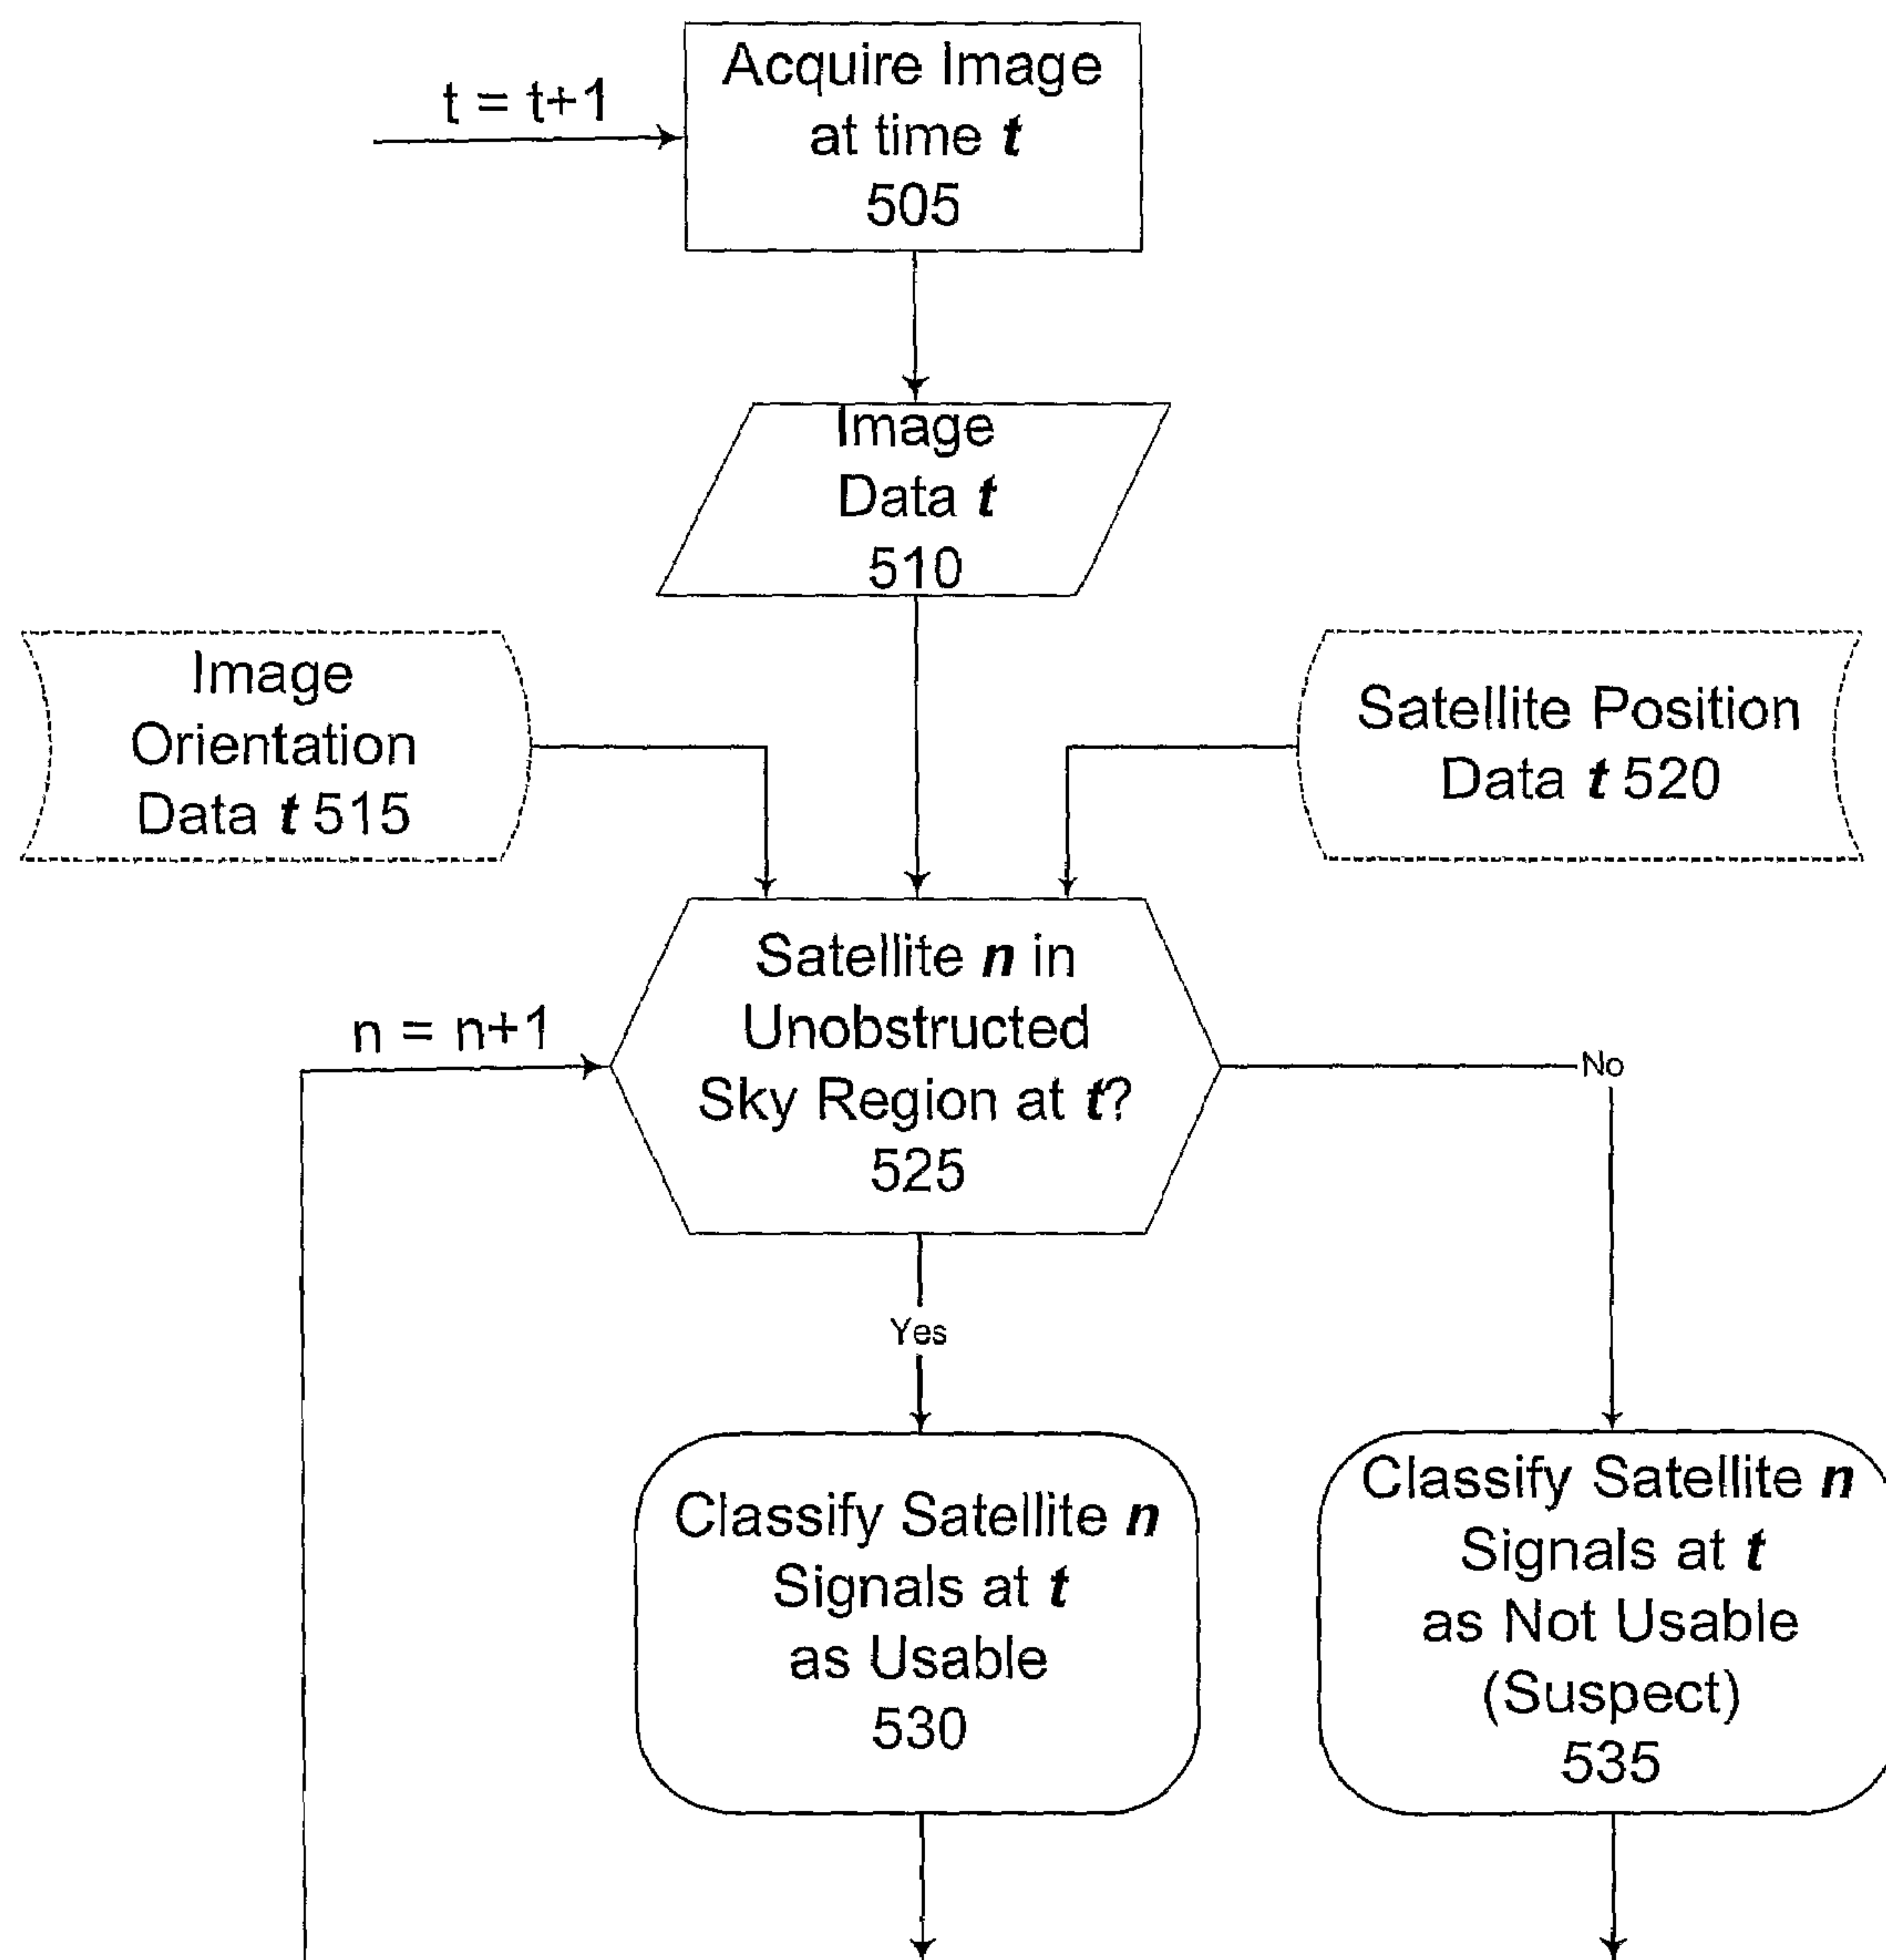 t = t+1
Acquire Image
at time t
505
Image
Data t
510
Image
Orientation
Data t 515
Satellite Position
Data t 520
n = n+1
Satellite n in
Unobstructed
Sky Region at t?
525
No
Yes
Classify Satellite n
Signals at t
as Usable
530
Classify Satellite n
Signals at t
as Not Usable
(Suspect)
535